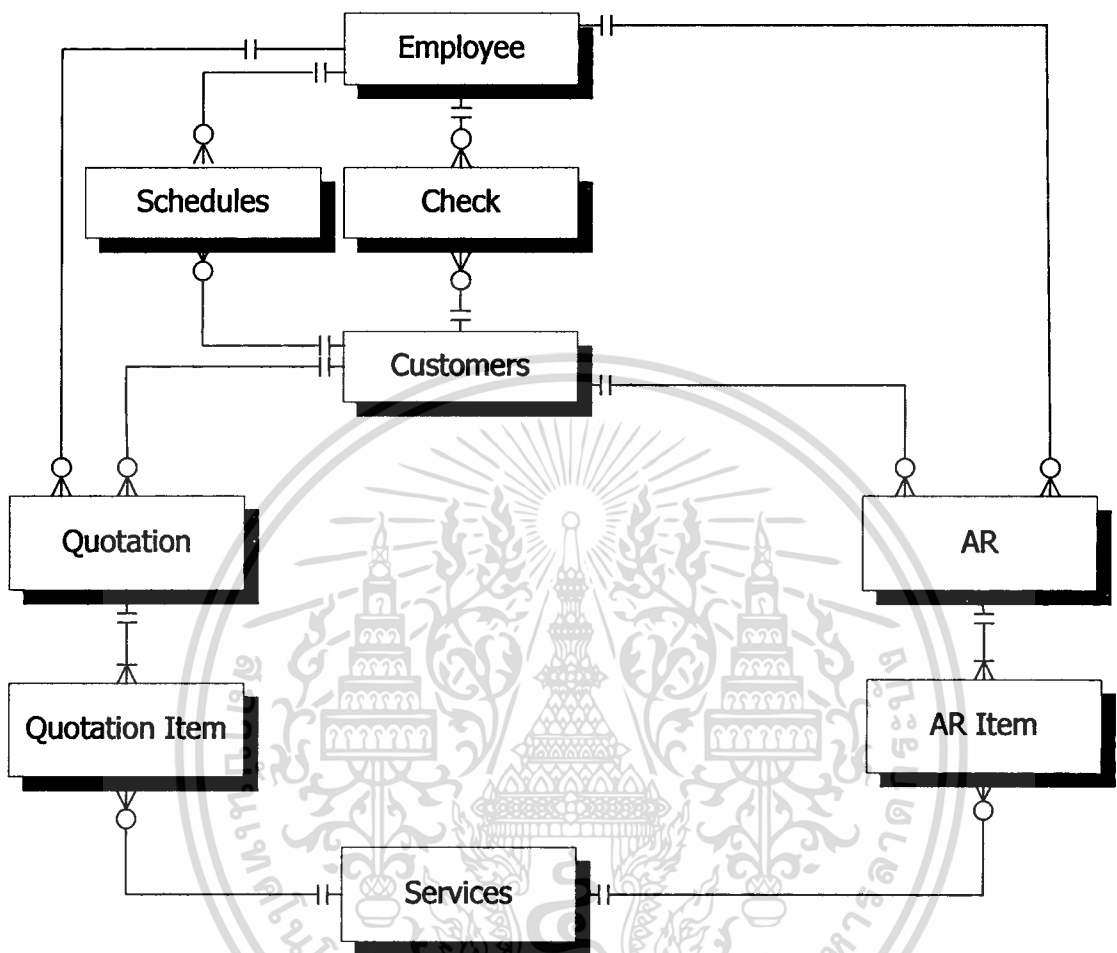 Employee
Schedules
Check
Customers
Quotation
AR
Quotation Item
AR Item
Services